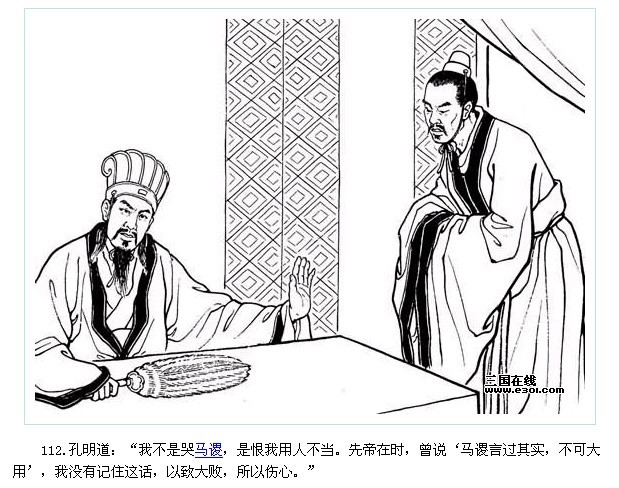 三国在线
www.e3ol.com
112.孔明道：“我不是哭马谡，是恨我用人不当。先帝在时，曾说‘马谡言过其实，不可大
用’，我没有记住这话，以致大败，所以伤心。”